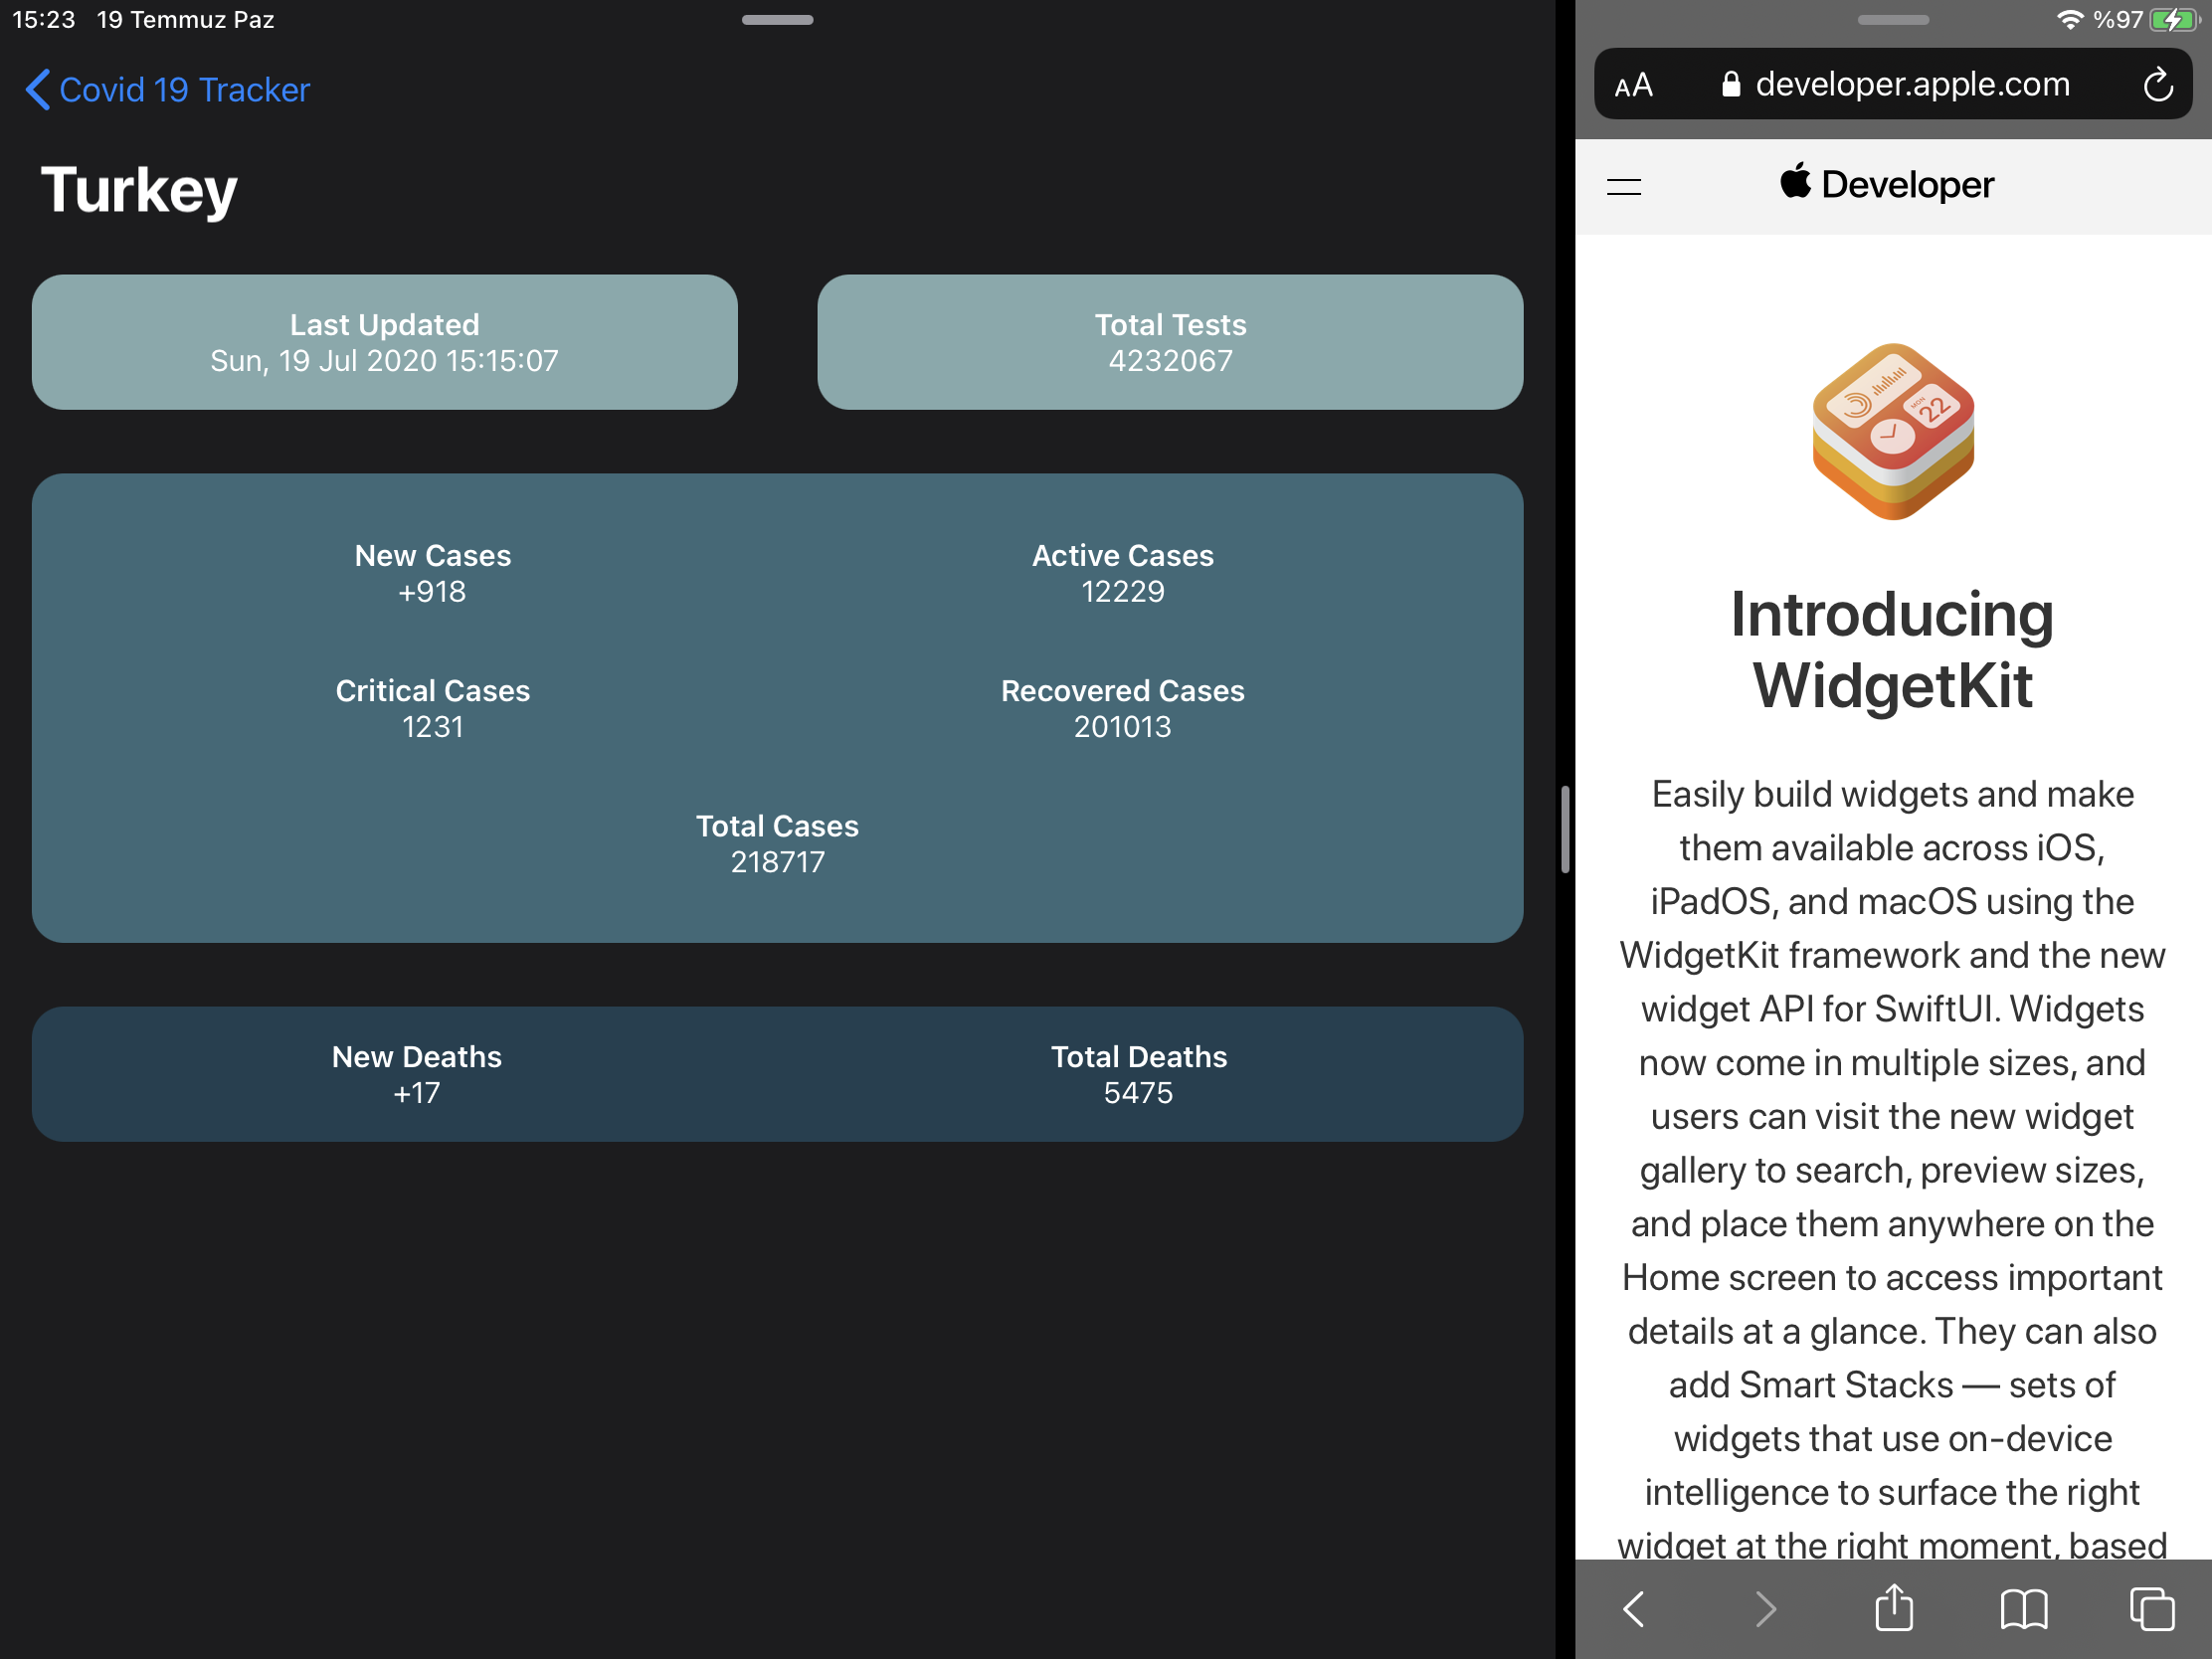 15:23 19 Temmuz Paz
Covid 19 Tracker
Turkey
Last Updated
Sun, 19 Jul 2020 15:15:07
Total Tests
4232067
New Cases
+918
Active Cases
12229
Critical Cases
1231
Recovered Cases
201013
Total Cases
218717
New Deaths
+17
Total Deaths
5475
%97
AA developer.apple.com
Developer
MON
22
Introducing
WidgetKit
Easily build widgets and make
them available across iOS,
iPadOS, and macOS using the
WidgetKit framework and the new
widget API for SwiftUI. Widgets
now come in multiple sizes, and
users can visit the new widget
gallery to search, preview sizes,
and place them anywhere on the
Home screen to access important
details at a glance. They can also
add Smart Stacks — sets of
widgets that use on-device
intelligence to surface the right
widget at the right moment, based